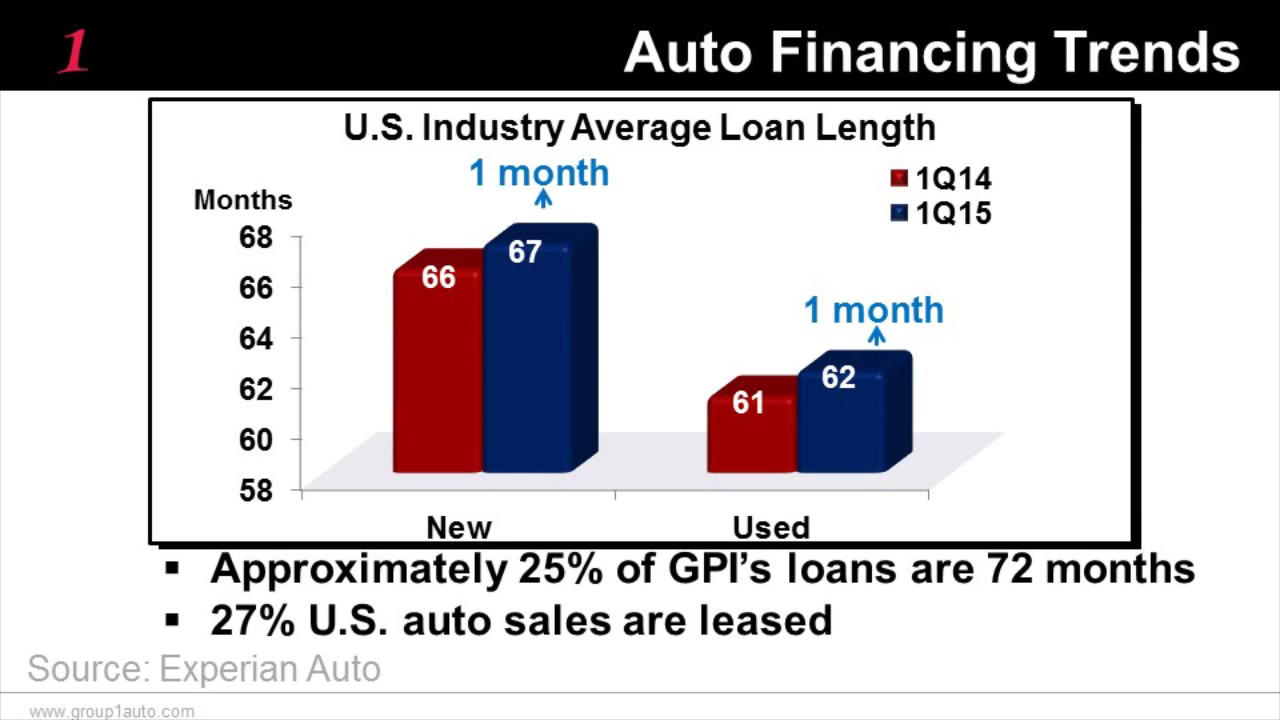 1
Auto Financing Trends
U.S. Industry Average Loan Length
1 month
1Q14
1Q15
Months
68
66
64
62
60
58
66
67
1 month
61
62
New
Used
▪ Approximately 25% of GPI's loans are 72 months
▪ 27% U.S. auto sales are leased
Source: Experian Auto
www.group1auto.com